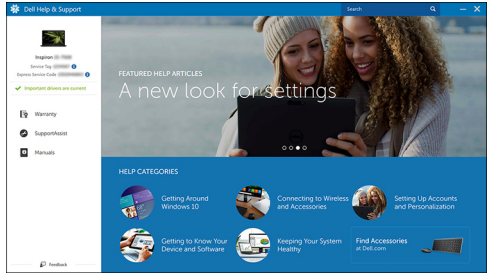 Dell Help & Support
Search
Inspiron
Service Tag
Express Service Code
Important drivers are current
Warranty
SupportAssist
Manuals
Feedback
FEATURED HELP ARTICLES
A new look for settings
HELP CATEGORIES
Getting Around
Windows 10
Connecting to Wireless
and Accessories
Setting Up Accounts
and Personalization
Getting to Know Your
Device and Software
Keeping Your System
Healthy
Find Accessories
at Dell.com